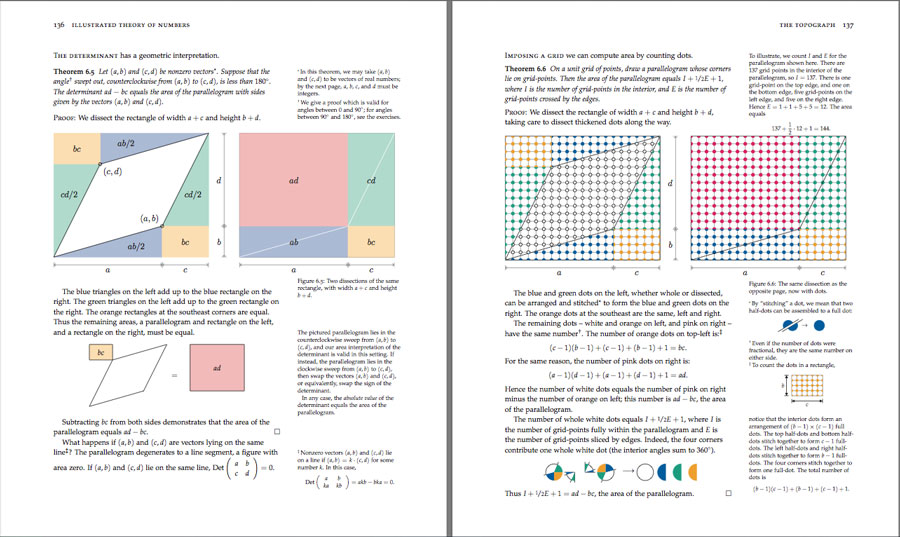 136 ILLUSTRATED THEORY OF NUMBERS
THE DETERMINANT has a geometric interpretation.
Theorem 6.5 Let (a, b) and (c, d) be nonzero vectors*. Suppose that the
angle† swept out, counterclockwise from (a, b) to (c, d), is less than 180°.
The determinant ad − bc equals the area of the parallelogram with sides
given by the vectors (a, b) and (c, d).
PROOF: We dissect the rectangle of width a + c and height b + d.
* In this theorem, we may take (a, b)
and (c, d) to be vectors of real numbers;
by the next page, a, b, c, and d must be
integers.
† We give a proof which is valid for
angles between 0 and 90°; for angles
between 90° and 180°, see the exercises.
bc
ab/2
(c, d)
cd/2
cd/2
(a, b)
ab/2
bc
a
c
d
b
ad
cd
ab
bc
a
c
Figure 6.5: Two dissections of the same
rectangle, with width a + c and height
b + d.
The blue triangles on the left add up to the blue rectangle on the
right. The green triangles on the left add up to the green rectangle on
the right. The orange rectangles at the southeast corners are equal.
Thus the remaining areas, a parallelogram and rectangle on the left,
and a rectangle on the right, must be equal.
bc
=
ad
The pictured parallelogram lies in the
counterclockwise sweep from (a, b) to
(c, d), and our area interpretation of the
determinant is valid in this setting. If
instead, the parallelogram lies in the
clockwise sweep from (a, b) to (c, d),
then swap the vectors (a, b) and (c, d),
or equivalently, swap the sign of the
determinant.
In any case, the absolute value of the
determinant equals the area of the
parallelogram.
Subtracting bc from both sides demonstrates that the area of the
parallelogram equals ad − bc. □
What happens if (a, b) and (c, d) are vectors lying on the same
line‡? The parallelogram degenerates to a line segment, a figure with
area zero. If (a, b) and (c, d) lie on the same line, Det ( a b
c d ) = 0.
‡ Nonzero vectors (a, b) and (c, d) lie
on a line if (a, b) = k · (c, d) for some
number k. In this case,
Det ( a b
ka kb ) = akb − bka = 0.
THE TOPOGRAPH 137
IMPOSING A GRID we can compute area by counting dots.
Theorem 6.6 On a unit grid of points, draw a parallelogram whose corners
lie on grid-points. Then the area of the parallelogram equals I + 1/2E + 1,
where I is the number of grid-points in the interior, and E is the number of
grid-points crossed by the edges.
PROOF: We dissect the rectangle of width a + c and height b + d,
taking care to dissect thickened dots along the way.
To illustrate, we count I and E for the
parallelogram shown here. There are
137 grid points in the interior of the
parallelogram, so I = 137. There is one
grid-point on the top edge, and one on
the bottom edge, five grid-points on the
left edge, and five on the right edge.
Hence E = 1 + 1 + 5 + 5 = 12. The area
equals
137 + 1/2 · 12 + 1 = 144.
d
b
a
c
a
c
Figure 6.6: The same dissection as the
opposite page, now with dots.
The blue and green dots on the left, whether whole or dissected,
can be arranged and stitched* to form the blue and green dots on the
right. The orange dots at the southeast are the same, left and right.
The remaining dots – white and orange on left, and pink on right –
have the same number†. The number of orange dots on top-left is:‡
(c − 1)(b − 1) + (c − 1) + (b − 1) + 1 = bc.
For the same reason, the number of pink dots on right is:
(a − 1)(d − 1) + (a − 1) + (d − 1) + 1 = ad.
Hence the number of white dots equals the number of pink on right
minus the number of orange on left; this number is ad − bc, the area
of the parallelogram.
The number of whole white dots equals I + 1/2E + 1, where I is
the number of grid-points fully within the parallelogram and E is
the number of grid-points sliced by edges. Indeed, the four corners
contribute one whole white dot (the interior angles sum to 360°).
Thus I + 1/2E + 1 = ad − bc, the area of the parallelogram. □
* By “stitching” a dot, we mean that two
half-dots can be assembled to a full dot:
† Even if the number of dots were
fractional, they are the same number on
either side.
‡ To count the dots in a rectangle,
b
c
notice that the interior dots form an
arrangement of (b − 1) × (c − 1) full
dots. The top half-dots and bottom half-
dots stitch together to form c − 1 full-
dots. The left half-dots and right half-
dots stitch together to form b − 1 full-
dots. The four corners stitch together to
form one full-dot. The total number of
dots is
(b − 1)(c − 1) + (b − 1) + (c − 1) + 1.